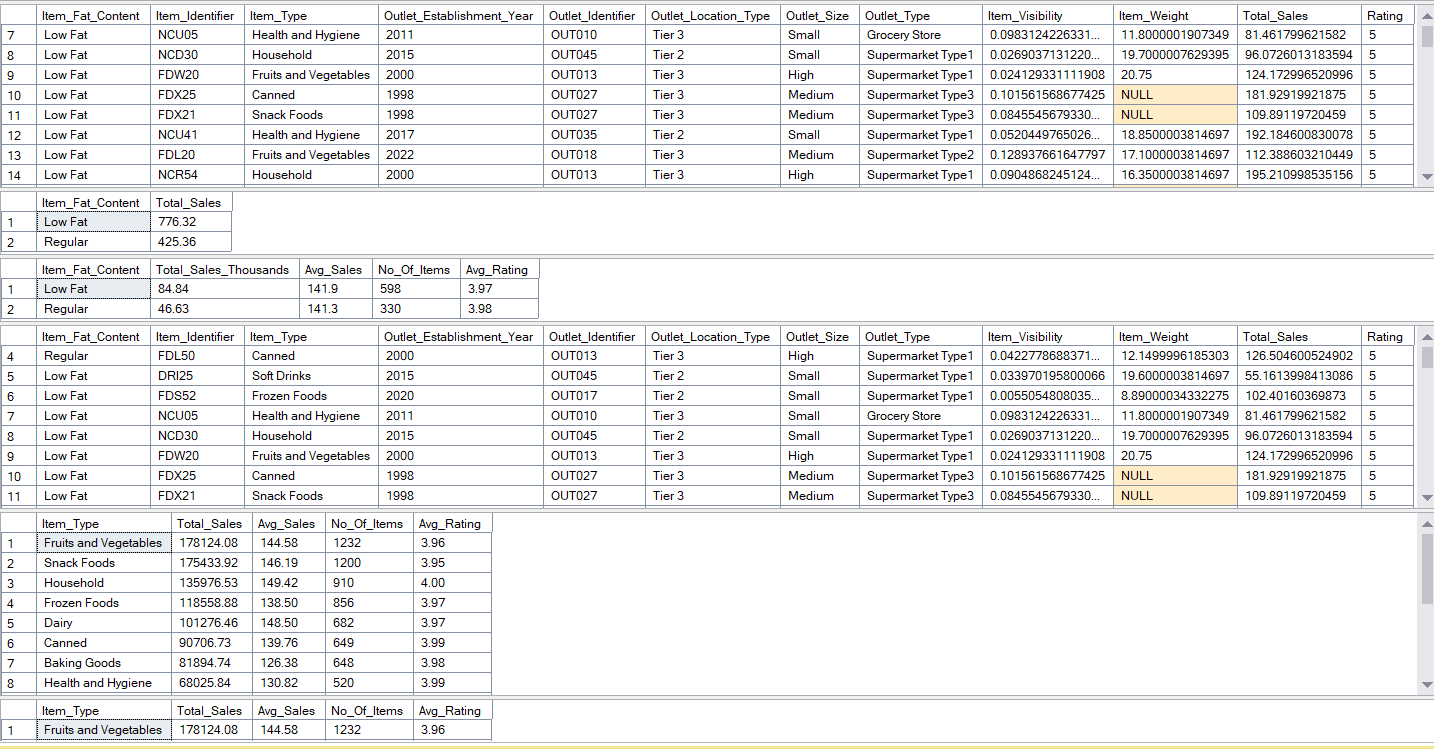 Item_Fat_Content Item_Identifier Item_Type Outlet_Establishment_Year Outlet_Identifier Outlet_Location_Type Outlet_Size Outlet_Type Item_Visibility Item_Weight Total_Sales Rating
7 Low Fat NCU05 Health and Hygiene 2011 OUT010 Tier 3 Small Grocery Store 0.0983124226331... 11.8000001907349 81.461799621582 5
8 Low Fat NCD30 Household 2015 OUT045 Tier 2 Small Supermarket Type1 0.0269037131220... 19.7000007629395 96.0726013183594 5
9 Low Fat FDW20 Fruits and Vegetables 2000 OUT013 Tier 3 High Supermarket Type1 0.024129331111908 20.75 124.172996520996 5
10 Low Fat FDX25 Canned 1998 OUT027 Tier 3 Medium Supermarket Type3 0.101561568677425 NULL 181.92919921875 5
11 Low Fat FDX21 Snack Foods 1998 OUT027 Tier 3 Medium Supermarket Type3 0.0845545679330... NULL 109.89119720459 5
12 Low Fat NCU41 Health and Hygiene 2017 OUT035 Tier 2 Small Supermarket Type1 0.0520449765026... 18.8500003814697 192.184600830078 5
13 Low Fat FDL20 Fruits and Vegetables 2022 OUT018 Tier 3 Medium Supermarket Type2 0.128937661647797 17.1000003814697 112.388603210449 5
14 Low Fat NCR54 Household 2000 OUT013 Tier 3 High Supermarket Type1 0.0904868245124... 16.3500003814697 195.210998535156 5
Item_Fat_Content Total_Sales
1 Low Fat 776.32
2 Regular 425.36
Item_Fat_Content Total_Sales_Thousands Avg_Sales No_Of_Items Avg_Rating
1 Low Fat 84.84 141.9 598 3.97
2 Regular 46.63 141.3 330 3.98
Item_Fat_Content Item_Identifier Item_Type Outlet_Establishment_Year Outlet_Identifier Outlet_Location_Type Outlet_Size Outlet_Type Item_Visibility Item_Weight Total_Sales Rating
4 Regular FDL50 Canned 2000 OUT013 Tier 3 High Supermarket Type1 0.0422778688371... 12.1499996185303 126.504600524902 5
5 Low Fat DRI25 Soft Drinks 2015 OUT045 Tier 2 Small Supermarket Type1 0.033970195800066 19.6000003814697 55.1613998413086 5
6 Low Fat FDS52 Frozen Foods 2020 OUT017 Tier 2 Small Supermarket Type1 0.0055054808035... 8.89000034332275 102.40160369873 5
7 Low Fat NCU05 Health and Hygiene 2011 OUT010 Tier 3 Small Grocery Store 0.0983124226331... 11.8000001907349 81.461799621582 5
8 Low Fat NCD30 Household 2015 OUT045 Tier 2 Small Supermarket Type1 0.0269037131220... 19.7000007629395 96.0726013183594 5
9 Low Fat FDW20 Fruits and Vegetables 2000 OUT013 Tier 3 High Supermarket Type1 0.024129331111908 20.75 124.172996520996 5
10 Low Fat FDX25 Canned 1998 OUT027 Tier 3 Medium Supermarket Type3 0.101561568677425 NULL 181.92919921875 5
11 Low Fat FDX21 Snack Foods 1998 OUT027 Tier 3 Medium Supermarket Type3 0.0845545679330... NULL 109.89119720459 5
Item_Type Total_Sales Avg_Sales No_Of_Items Avg_Rating
1 Fruits and Vegetables 178124.08 144.58 1232 3.96
2 Snack Foods 175433.92 146.19 1200 3.95
3 Household 135976.53 149.42 910 4.00
4 Frozen Foods 118558.88 138.50 856 3.97
5 Dairy 101276.46 148.50 682 3.97
6 Canned 90706.73 139.76 649 3.99
7 Baking Goods 81894.74 126.38 648 3.98
8 Health and Hygiene 68025.84 130.82 520 3.99
Item_Type Total_Sales Avg_Sales No_Of_Items Avg_Rating
1 Fruits and Vegetables 178124.08 144.58 1232 3.96